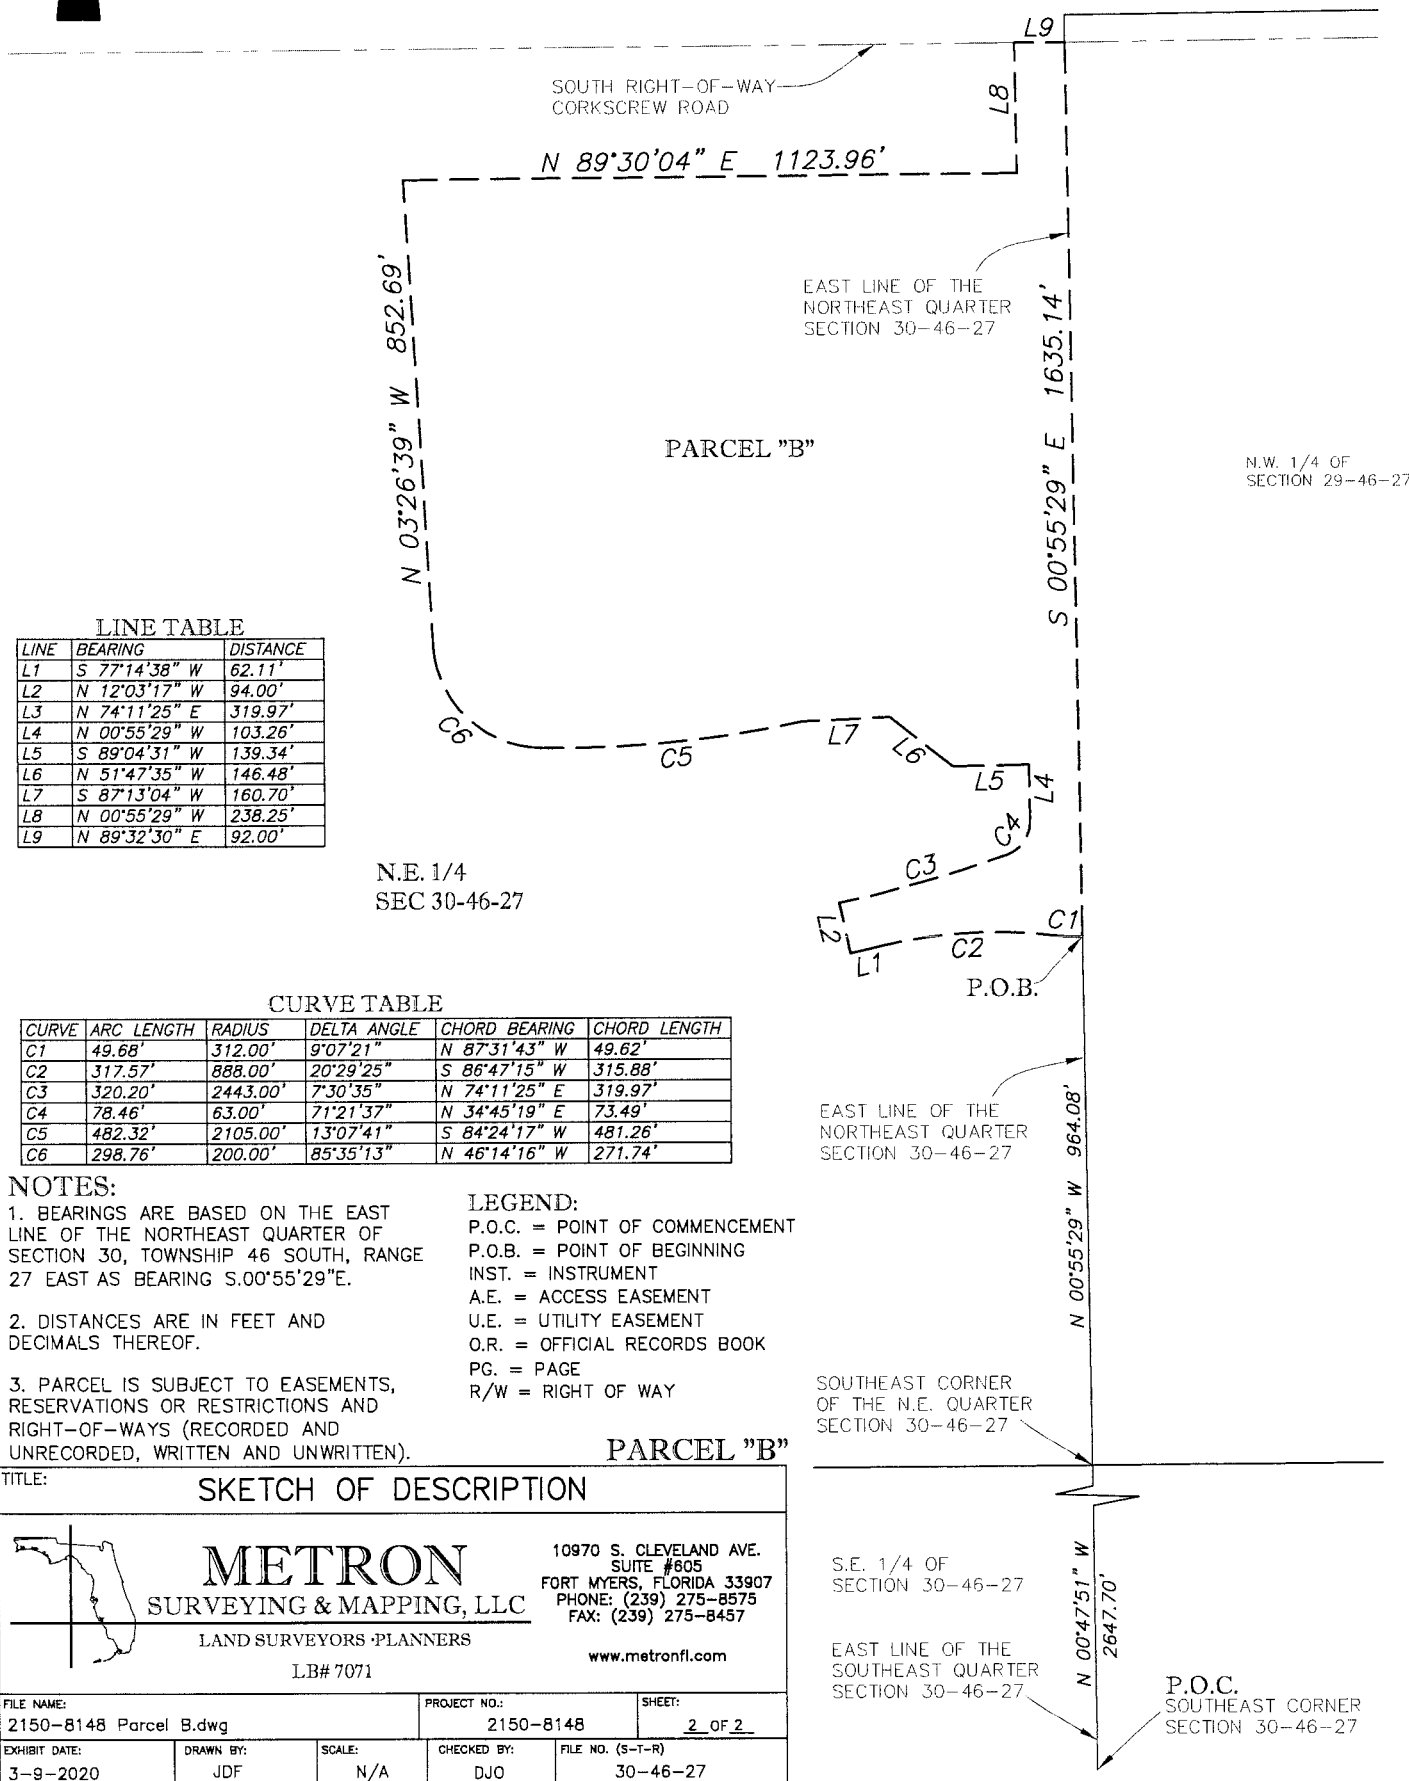 L9
SOUTH RIGHT-OF-WAY
CORKSCREW ROAD
L8
N 89°30'04" E 1123.96'
N 03°26'39" W 852.69'
EAST LINE OF THE
NORTHEAST QUARTER
SECTION 30-46-27
S 00°55'29" E 1635.14'
PARCEL "B"
N.W. 1/4 OF
SECTION 29-46-27
LINE TABLE
LINE BEARING DISTANCE
L1 S 77°14'38" W 62.11'
L2 N 12°03'17" W 94.00'
L3 N 74°11'25" E 319.97'
L4 N 00°55'29" W 103.26'
L5 S 89°04'31" W 139.34'
L6 N 51°47'35" W 146.48'
L7 S 87°13'04" W 160.70'
L8 N 00°55'29" W 238.25'
L9 N 89°32'30" E 92.00'
C6
C5
L7
L6
L5
L4
C4
C3
L2
L1
C2
C1
P.O.B.
N.E. 1/4
SEC 30-46-27
CURVE TABLE
CURVE ARC LENGTH RADIUS DELTA ANGLE CHORD BEARING CHORD LENGTH
C1 49.68' 312.00' 9°07'21" N 87°31'43" W 49.62'
C2 317.57' 888.00' 20°29'25" S 86°47'15" W 315.88'
C3 320.20' 2443.00' 7°30'35" N 74°11'25" E 319.97'
C4 78.46' 63.00' 71°21'37" N 34°45'19" E 73.49'
C5 482.32' 2105.00' 13°07'41" S 84°24'17" W 481.26'
C6 298.76' 200.00' 85°35'13" N 46°14'16" W 271.74'
EAST LINE OF THE
NORTHEAST QUARTER
SECTION 30-46-27
N 00°55'29" W 964.08'
NOTES:
1. BEARINGS ARE BASED ON THE EAST
LINE OF THE NORTHEAST QUARTER OF
SECTION 30, TOWNSHIP 46 SOUTH, RANGE
27 EAST AS BEARING S.00°55'29"E.
2. DISTANCES ARE IN FEET AND
DECIMALS THEREOF.
3. PARCEL IS SUBJECT TO EASEMENTS,
RESERVATIONS OR RESTRICTIONS AND
RIGHT-OF-WAYS (RECORDED AND
UNRECORDED, WRITTEN AND UNWRITTEN).
LEGEND:
P.O.C. = POINT OF COMMENCEMENT
P.O.B. = POINT OF BEGINNING
INST. = INSTRUMENT
A.E. = ACCESS EASEMENT
U.E. = UTILITY EASEMENT
O.R. = OFFICIAL RECORDS BOOK
PG. = PAGE
R/W = RIGHT OF WAY
SOUTHEAST CORNER
OF THE N.E. QUARTER
SECTION 30-46-27
PARCEL "B"
TITLE:
SKETCH OF DESCRIPTION
METRON
SURVEYING & MAPPING, LLC
LAND SURVEYORS · PLANNERS
LB# 7071
10970 S. CLEVELAND AVE.
SUITE #605
FORT MYERS, FLORIDA 33907
PHONE: (239) 275-8575
FAX: (239) 275-8457
www.metronfl.com
S.E. 1/4 OF
SECTION 30-46-27
EAST LINE OF THE
SOUTHEAST QUARTER
SECTION 30-46-27
N 00°47'51" W
2647.70'
P.O.C.
SOUTHEAST CORNER
SECTION 30-46-27
FILE NAME: PROJECT NO.: SHEET:
2150-8148 Parcel B.dwg 2150-8148 2 OF 2
EXHIBIT DATE: DRAWN BY: SCALE: CHECKED BY: FILE NO. (S-T-R)
3-9-2020 JDF N/A DJO 30-46-27